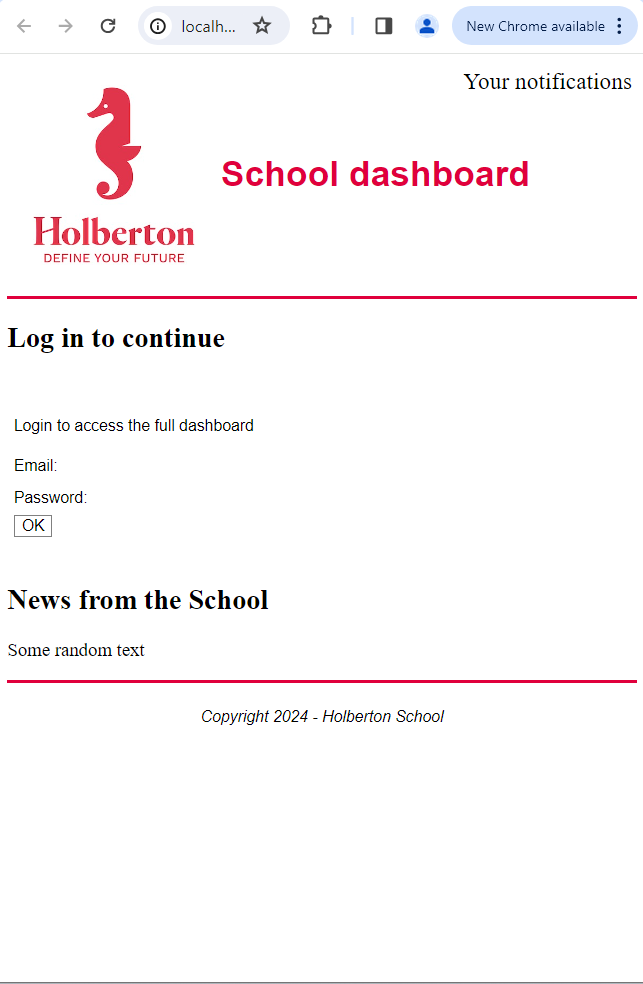 localh...
New Chrome available
Your notifications
School dashboard
Holberton
DEFINE YOUR FUTURE
Log in to continue
Login to access the full dashboard
Email:
Password:
OK
News from the School
Some random text
Copyright 2024 - Holberton School